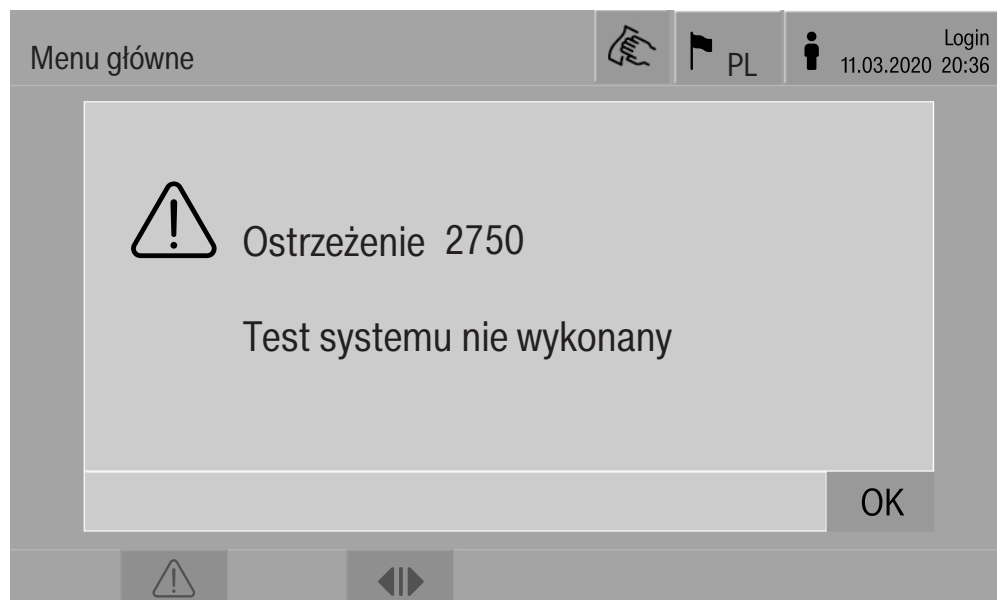 Menu główne
PL
Login
11.03.2020 20:36
Ostrzeżenie 2750
Test systemu nie wykonany
OK